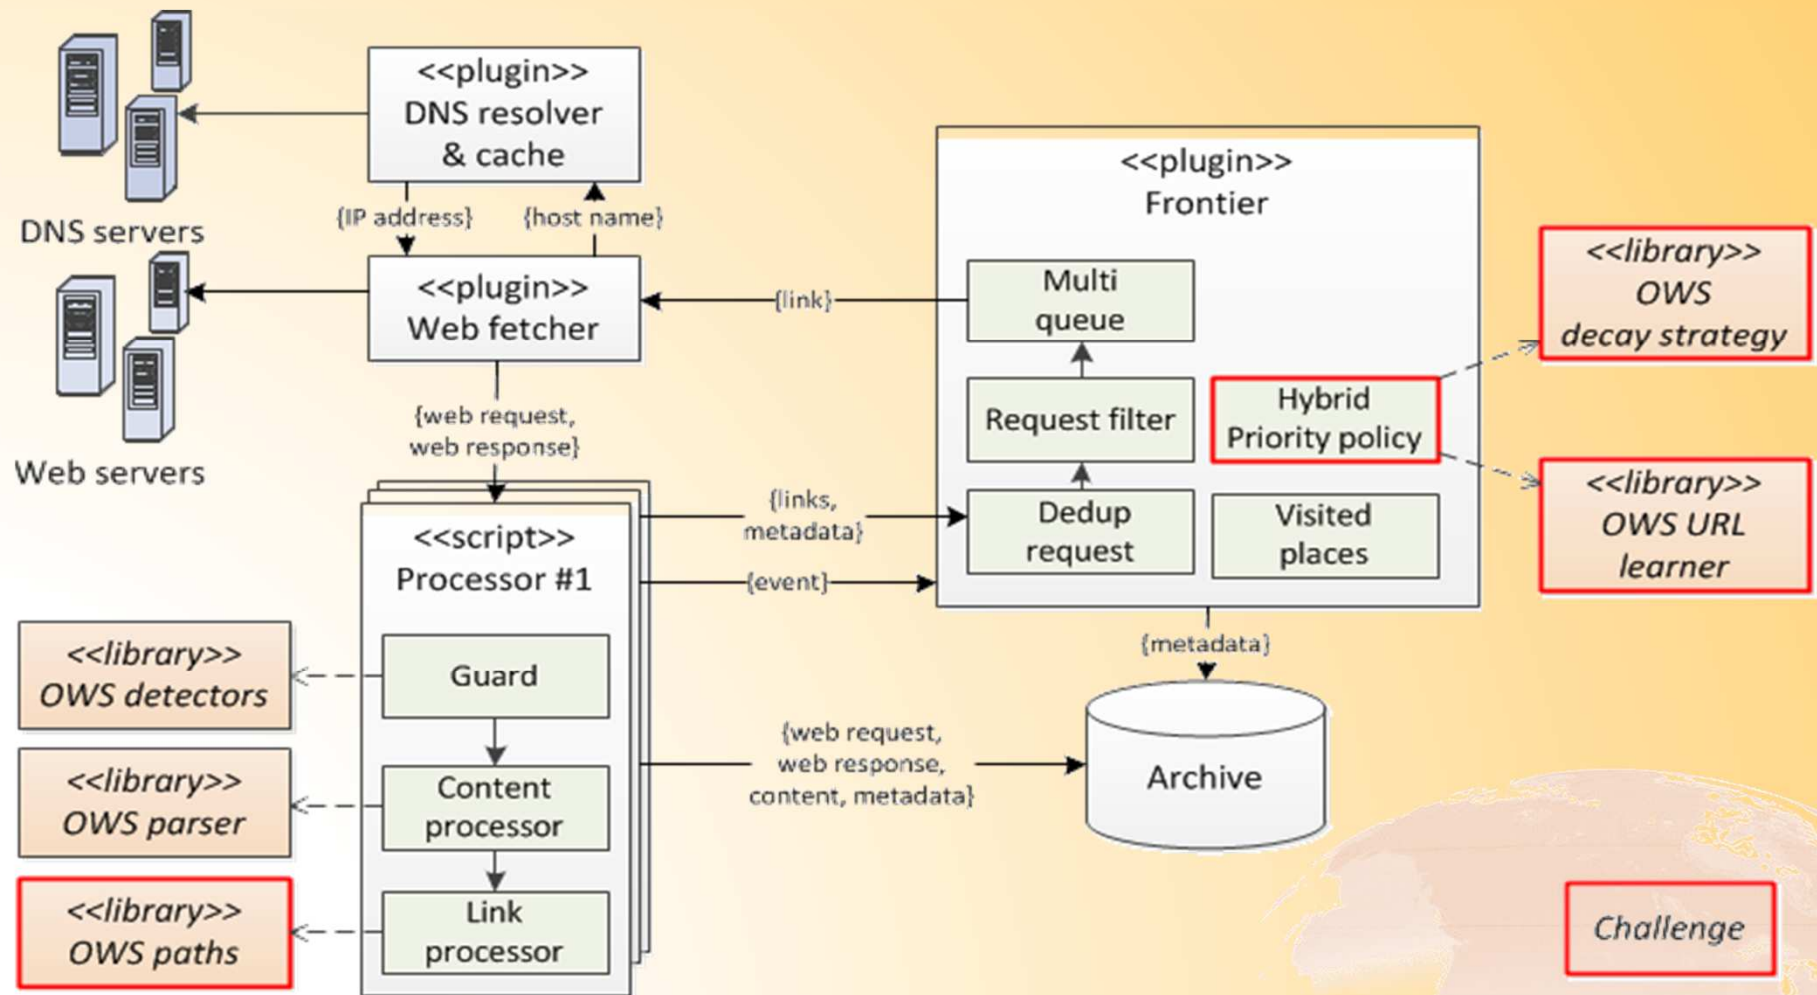 <<plugin>>
DNS resolver
& cache
DNS servers
{IP address}
{host name}
<<plugin>>
Web fetcher
Web servers
{link}
{web request,
web response}
<<plugin>>
Frontier
Multi
queue
Request filter
Hybrid
Priority policy
Dedup
request
Visited
places
<<library>>
OWS
decay strategy
<<library>>
OWS URL
learner
{links,
metadata}
{event}
<<script>>
Processor #1
Guard
Content
processor
Link
processor
<<library>>
OWS detectors
<<library>>
OWS parser
<<library>>
OWS paths
{metadata}
{web request,
web response,
content, metadata}
Archive
Challenge